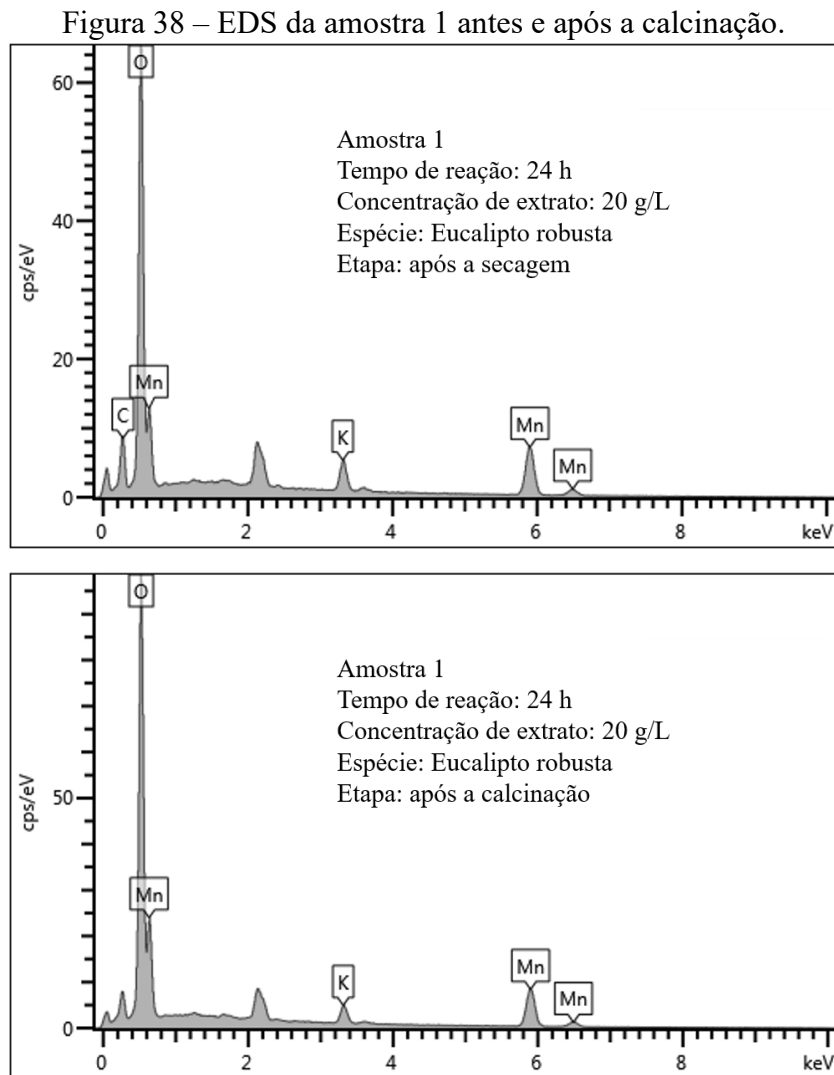 Figura 38 – EDS da amostra 1 antes e após a calcinação.
O
60
Amostra 1
Tempo de reação: 24 h
Concentração de extrato: 20 g/L
Espécie: Eucalipto robusta
Etapa: após a secagem
40
cps/eV
20
Mn
C
K
Mn
Mn
0
0 2 4 6 8 keV
O
Amostra 1
Tempo de reação: 24 h
Concentração de extrato: 20 g/L
Espécie: Eucalipto robusta
Etapa: após a calcinação
50
cps/eV
Mn
K
Mn
Mn
0
0 2 4 6 8 keV